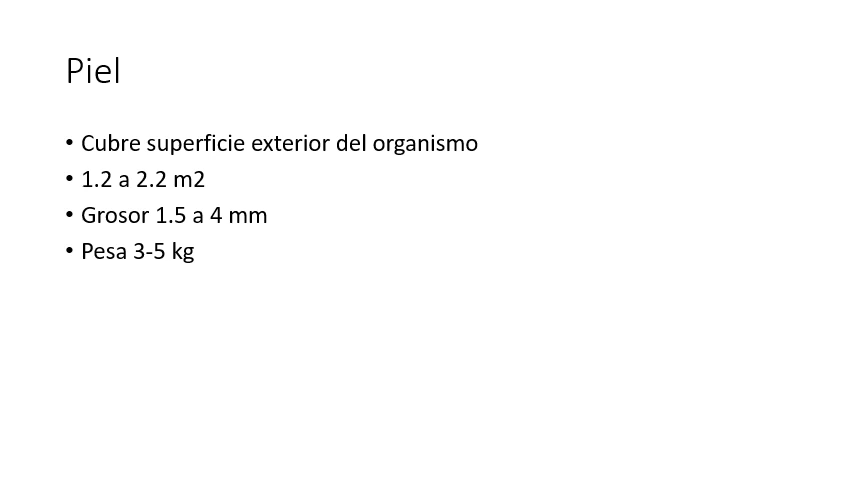 Piel
• Cubre superficie exterior del organismo
• 1.2 a 2.2 m2
• Grosor 1.5 a 4 mm
• Pesa 3-5 kg